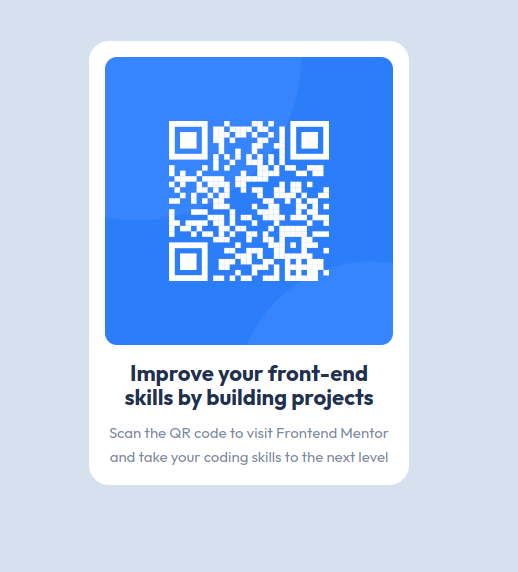 Improve your front-end
skills by building projects
Scan the QR code to visit Frontend Mentor
and take your coding skills to the next level